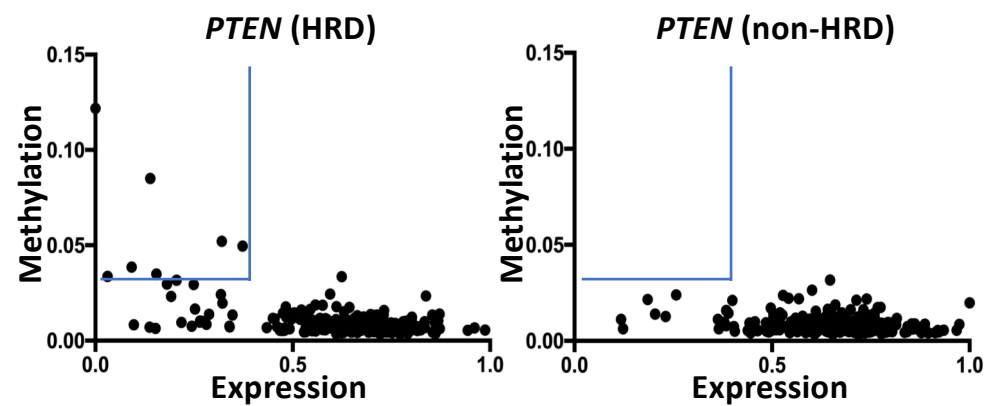 PTEN (HRD)
Methylation
0.15
0.10
0.05
0.00
0.0 0.5 1.0
Expression
PTEN (non-HRD)
Methylation
0.15
0.10
0.05
0.00
0.0 0.5 1.0
Expression